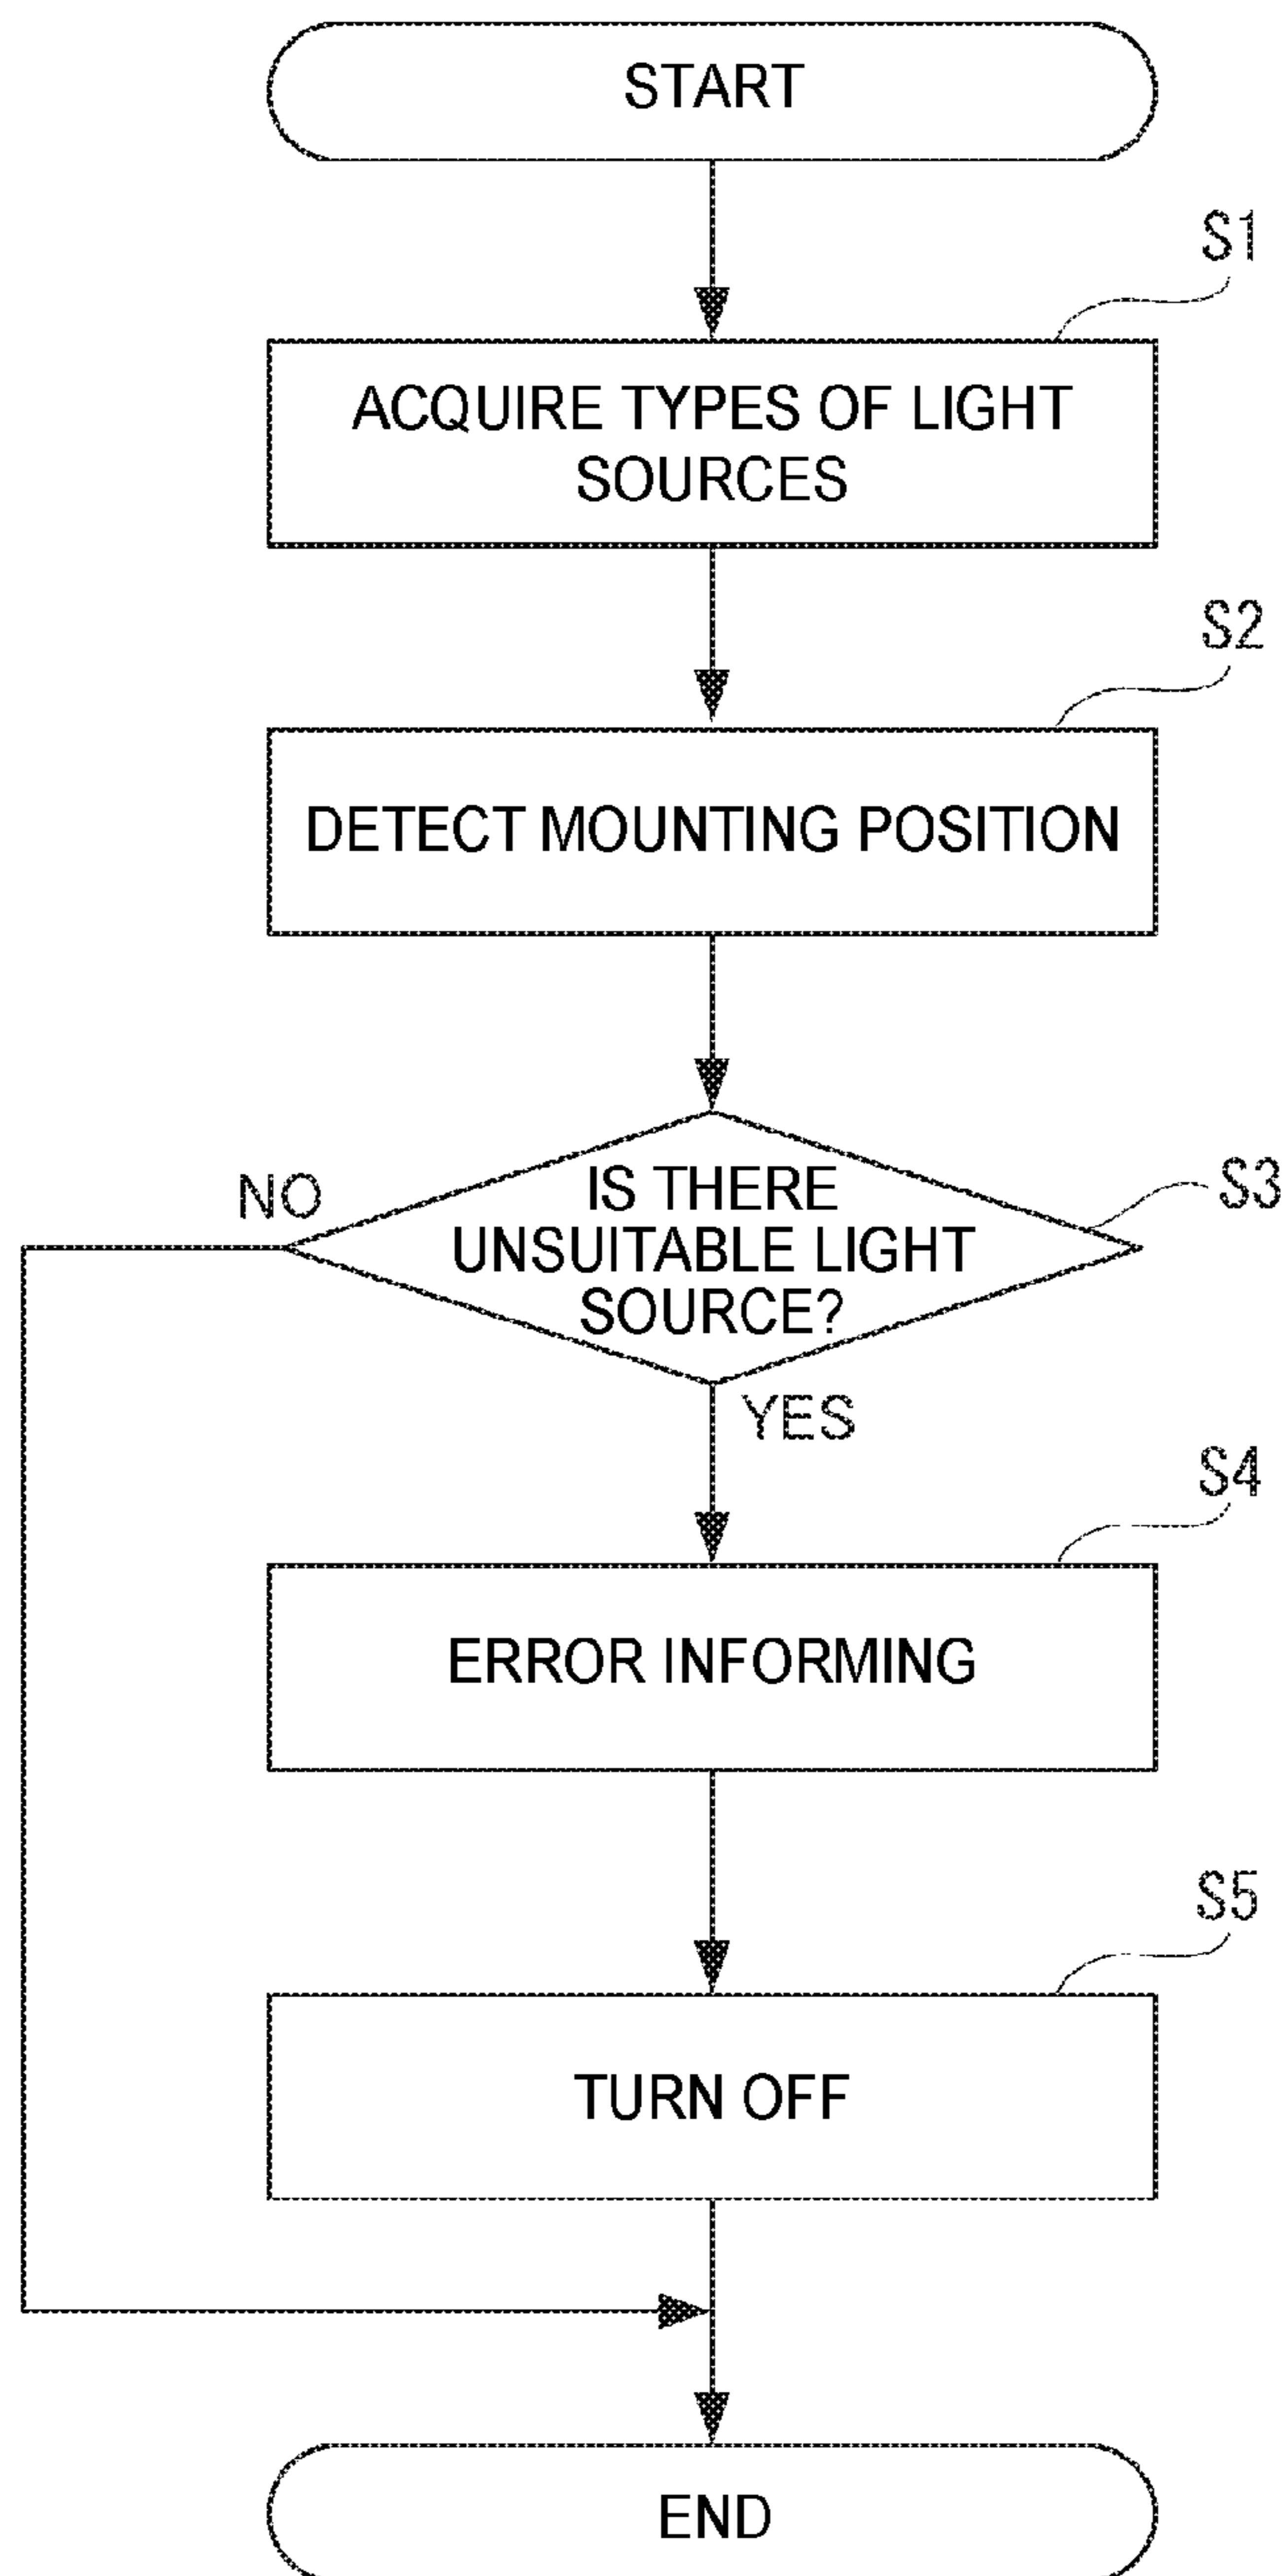 START
S1
ACQUIRE TYPES OF LIGHT
SOURCES
S2
DETECT MOUNTING POSITION
S3
NO
IS THERE
UNSUITABLE LIGHT
SOURCE?
YES
S4
ERROR INFORMING
S5
TURN OFF
END